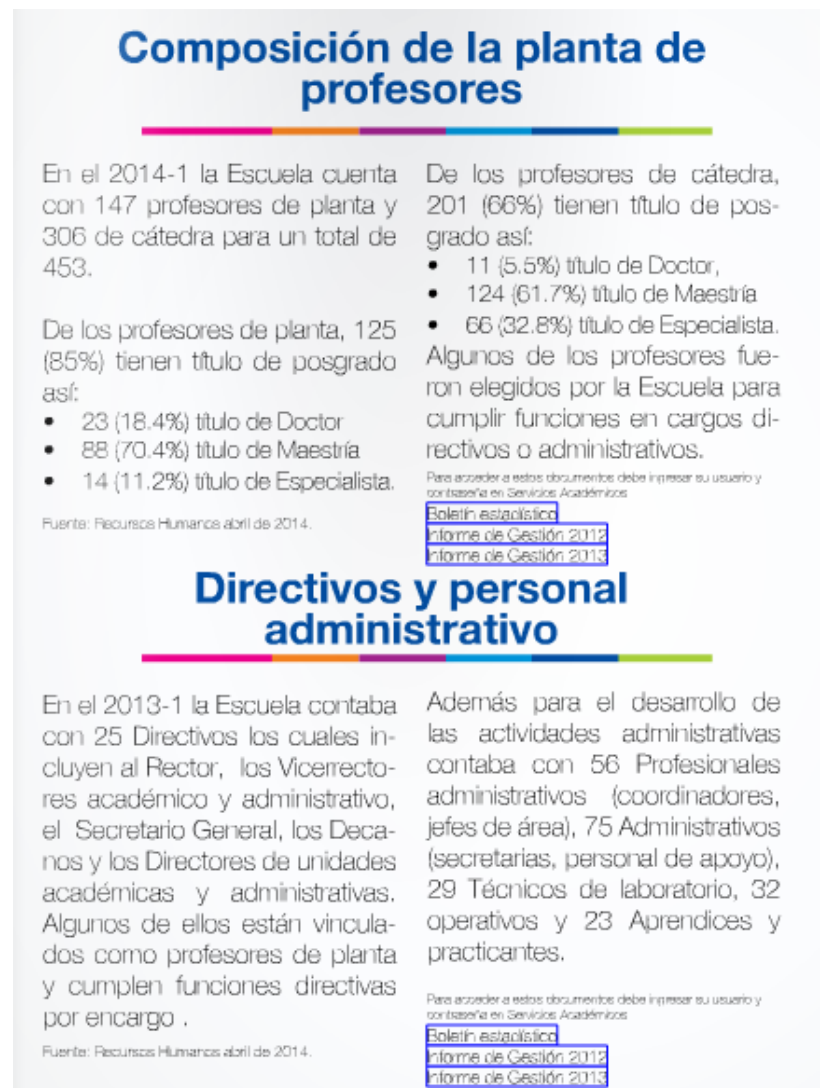 Composición de la planta de
profesores
En el 2014-1 la Escuela cuenta
con 147 profesores de planta y
306 de cátedra para un total de
453.
De los profesores de planta, 125
(85%) tienen título de posgrado
así:
• 23 (18.4%) título de Doctor
• 88 (70.4%) título de Maestría
• 14 (11.2%) título de Especialista.
Fuente: Recursos Humanos abril de 2014.
De los profesores de cátedra,
201 (66%) tienen título de pos-
grado así:
• 11 (5.5%) título de Doctor,
• 124 (61.7%) título de Maestría
• 66 (32.8%) título de Especialista.
Algunos de los profesores fue-
ron elegidos por la Escuela para
cumplir funciones en cargos di-
rectivos o administrativos.
Para acceder a estos documentos debe ingresar su usuario y
contraseña en Servicios Académicos
Boletín estadístico
Informe de Gestión 2012
Informe de Gestión 2013
Directivos y personal
administrativo
En el 2013-1 la Escuela contaba
con 25 Directivos los cuales in-
cluyen al Rector, los Vicerrecto-
res académico y administrativo,
el Secretario General, los Deca-
nos y los Directores de unidades
académicas y administrativas.
Algunos de ellos están vincula-
dos como profesores de planta
y cumplen funciones directivas
por encargo .
Fuente: Recursos Humanos abril de 2014.
Además para el desarrollo de
las actividades administrativas
contaba con 56 Profesionales
administrativos (coordinadores,
jefes de área), 75 Administrativos
(secretarias, personal de apoyo),
29 Técnicos de laboratorio, 32
operativos y 23 Aprendices y
practicantes.
Para acceder a estos documentos debe ingresar su usuario y
contraseña en Servicios Académicos
Boletín estadístico
Informe de Gestión 2012
Informe de Gestión 2013